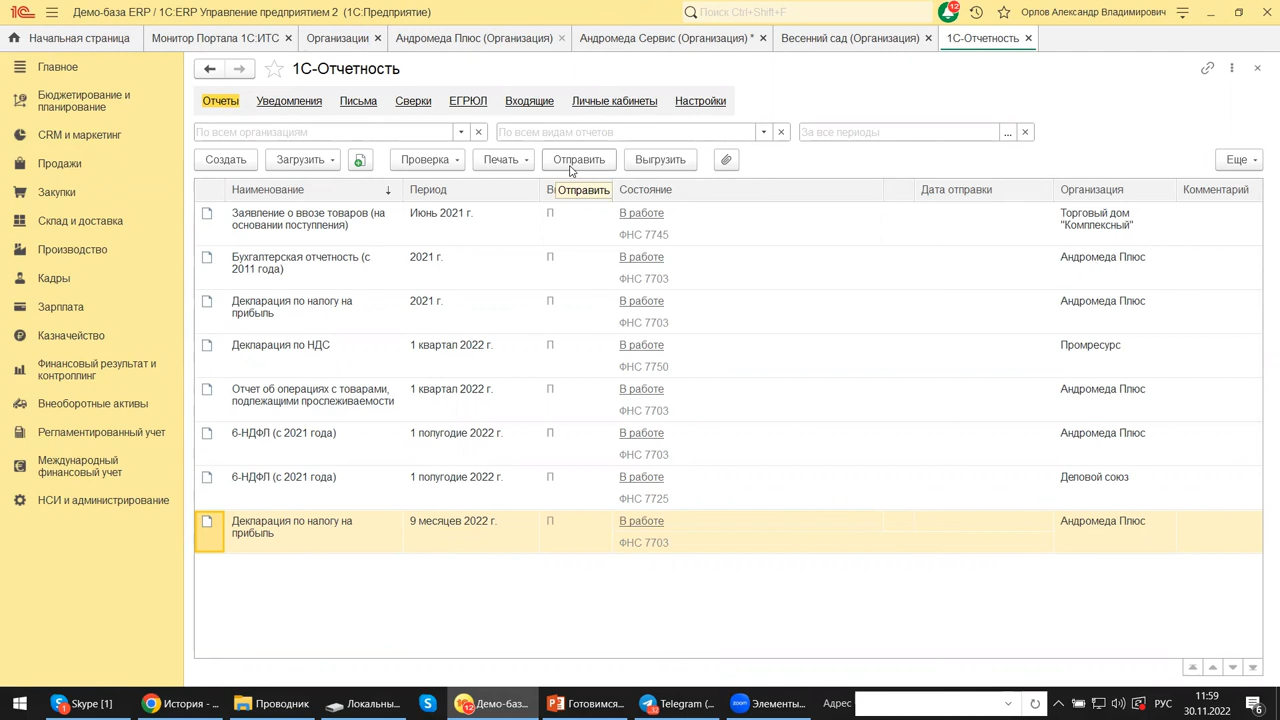 Демо-база ERP / 1С:ERP Управление предприятием 2 (1С:Предприятие)
Поиск Ctrl+Shift+F
12
Орлов Александр Владимирович
Начальная страница
Монитор Портала 1С:ИТС ×
Организации ×
Андромеда Плюс (Организация) ×
Андромеда Сервис (Организация) * ×
Весенний сад (Организация) ×
1С-Отчетность ×
Главное
Бюджетирование и
планирование
CRM и маркетинг
Продажи
Закупки
Склад и доставка
Производство
Кадры
Зарплата
Казначейство
Финансовый результат и
контроллинг
Внеоборотные активы
Регламентированный учет
Международный
финансовый учет
НСИ и администрирование
1С-Отчетность
Отчеты Уведомления Письма Сверки ЕГРЮЛ Входящие Личные кабинеты Настройки
По всем организациям
По всем видам отчетов
За все периоды
...
Создать Загрузить Проверка Печать Отправить Выгрузить Еще
Наименование Период Отправить Состояние Дата отправки Организация Комментарий
Заявление о ввозе товаров (на
основании поступления)
Июнь 2021 г. П В работе
ФНС 7745
Торговый дом
"Комплексный"
Бухгалтерская отчетность (с
2011 года)
2021 г. П В работе
ФНС 7703
Андромеда Плюс
Декларация по налогу на
прибыль
2021 г. П В работе
ФНС 7703
Андромеда Плюс
Декларация по НДС 1 квартал 2022 г. П В работе
ФНС 7750
Промресурс
Отчет об операциях с товарами,
подлежащими прослеживаемости
1 квартал 2022 г. П В работе
ФНС 7703
Андромеда Плюс
6-НДФЛ (с 2021 года) 1 полугодие 2022 г. П В работе
ФНС 7703
Андромеда Плюс
6-НДФЛ (с 2021 года) 1 полугодие 2022 г. П В работе
ФНС 7725
Деловой союз
Декларация по налогу на
прибыль
9 месяцев 2022 г. П В работе
ФНС 7703
Андромеда Плюс
Skype [1]
История - ...
Проводник
Локальны...
Демо-баз...
Готовимся...
Telegram (...
Элементы...
Адрес
РУС
11:59
30.11.2022
6